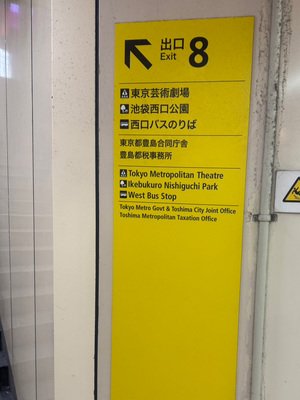 出口
Exit 8
東京芸術劇場
池袋西口公園
西口バスのりば
東京都豊島合同庁舎
豊島都税事務所
Tokyo Metropolitan Theatre
Ikebukuro Nishiguchi Park
West Bus Stop
Tokyo Metro Govt & Toshima City Joint Office
Toshima Metropolitan Taxation Office